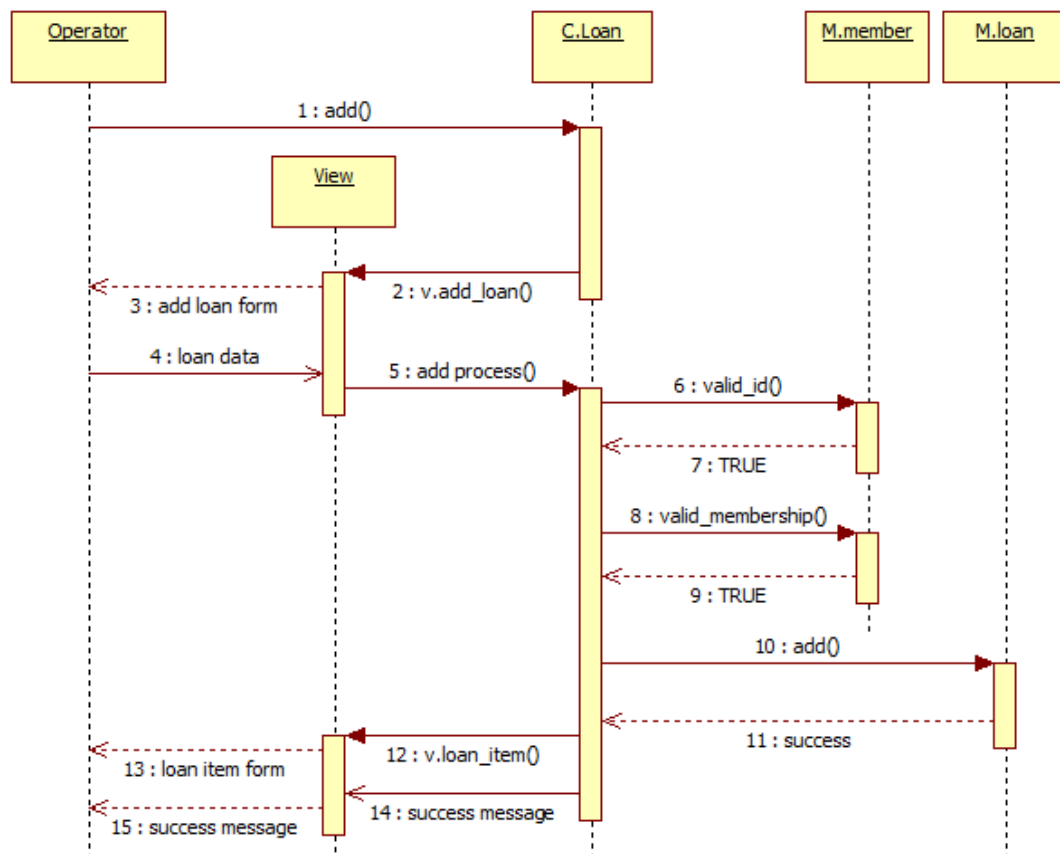 Operator
C.Loan
M.member
M.loan
1 : add()
View
2 : v.add_loan()
3 : add loan form
4 : loan data
5 : add process()
6 : valid_id()
7 : TRUE
8 : valid_membership()
9 : TRUE
10 : add()
11 : success
12 : v.loan_item()
13 : loan item form
14 : success message
15 : success message